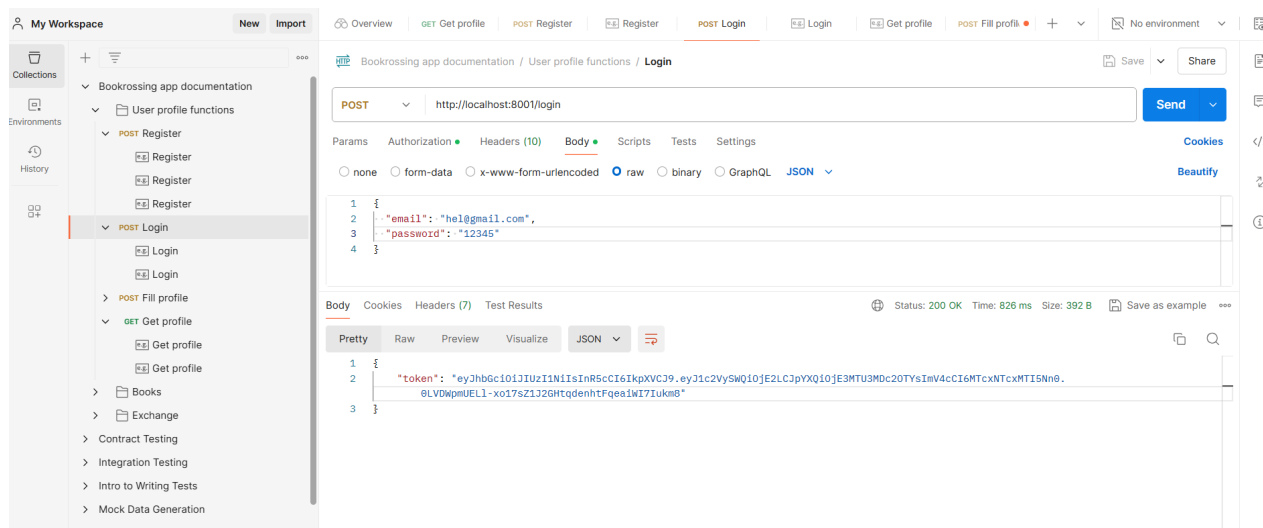 My Workspace New Import
Overview GET Get profile POST Register e.g. Register POST Login e.g. Login e.g. Get profile POST Fill profile No environment
Collections
Environments
History
Bookrossing app documentation
User profile functions
POST Register
e.g. Register
e.g. Register
e.g. Register
POST Login
e.g. Login
e.g. Login
POST Fill profile
GET Get profile
e.g. Get profile
e.g. Get profile
Books
Exchange
Contract Testing
Integration Testing
Intro to Writing Tests
Mock Data Generation
HTTP Bookrossing app documentation / User profile functions / Login Save Share
POST http://localhost:8001/login Send
Params Authorization Headers (10) Body Scripts Tests Settings Cookies
none form-data x-www-form-urlencoded raw binary GraphQL JSON Beautify
1 {
2 "email": "hel@gmail.com",
3 "password": "12345"
4 }
Body Cookies Headers (7) Test Results Status: 200 OK Time: 826 ms Size: 392 B Save as example
Pretty Raw Preview Visualize JSON
1 {
2 "token": "eyJhbGciOiJIUzI1NiIsInR5cCI6IkpXVCJ9.eyJ1c2VySWQiOjE2LCJpYXQiOjE3MTU3MDc2OTYsImV4cCI6MTcxNTcxMTI5Nn0.
0LVDWpmUELl-xo17sZ1J2GHtqdenhtFqeaiWI7Iukm8"
3 }